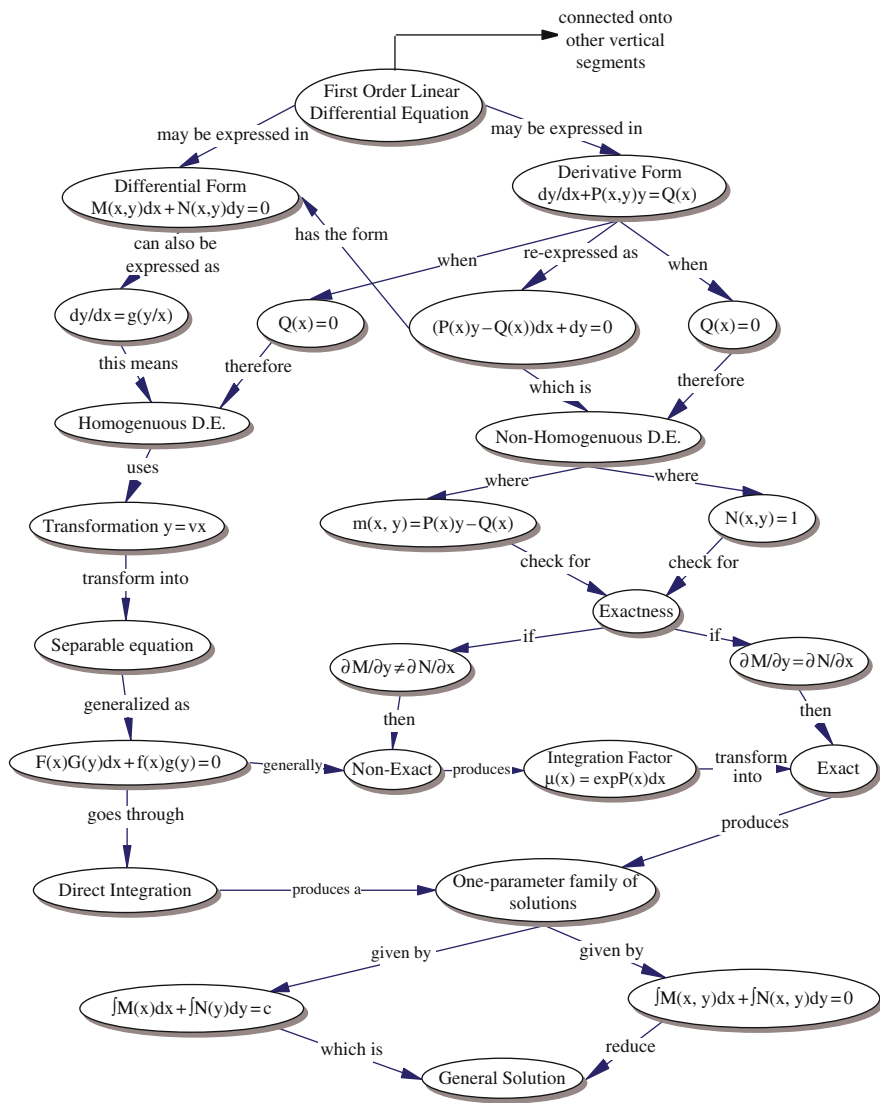 connected onto
other vertical
segments
First Order Linear
Differential Equation
may be expressed in
may be expressed in
Differential Form
M(x,y)dx+N(x,y)dy=0
Derivative Form
dy/dx+P(x,y)y=Q(x)
can also be
expressed as
has the form
when
re-expressed as
when
dy/dx=g(y/x)
Q(x)=0
(P(x)y−Q(x))dx+dy=0
Q(x)=0
this means
therefore
which is
therefore
Homogenuous D.E.
Non-Homogenuous D.E.
uses
where
where
Transformation y=vx
m(x, y)=P(x)y−Q(x)
N(x,y)=1
transform into
check for
check for
Exactness
Separable equation
if
if
∂M/∂y≠∂N/∂x
∂M/∂y=∂N/∂x
generalized as
then
then
F(x)G(y)dx+f(x)g(y)=0
generally
Non-Exact
produces
Integration Factor
μ(x) = expP(x)dx
transform
into
Exact
goes through
produces
Direct Integration
produces a
One-parameter family of
solutions
given by
given by
∫M(x)dx+∫N(y)dy=c
∫M(x, y)dx+∫N(x, y)dy=0
which is
reduce
General Solution